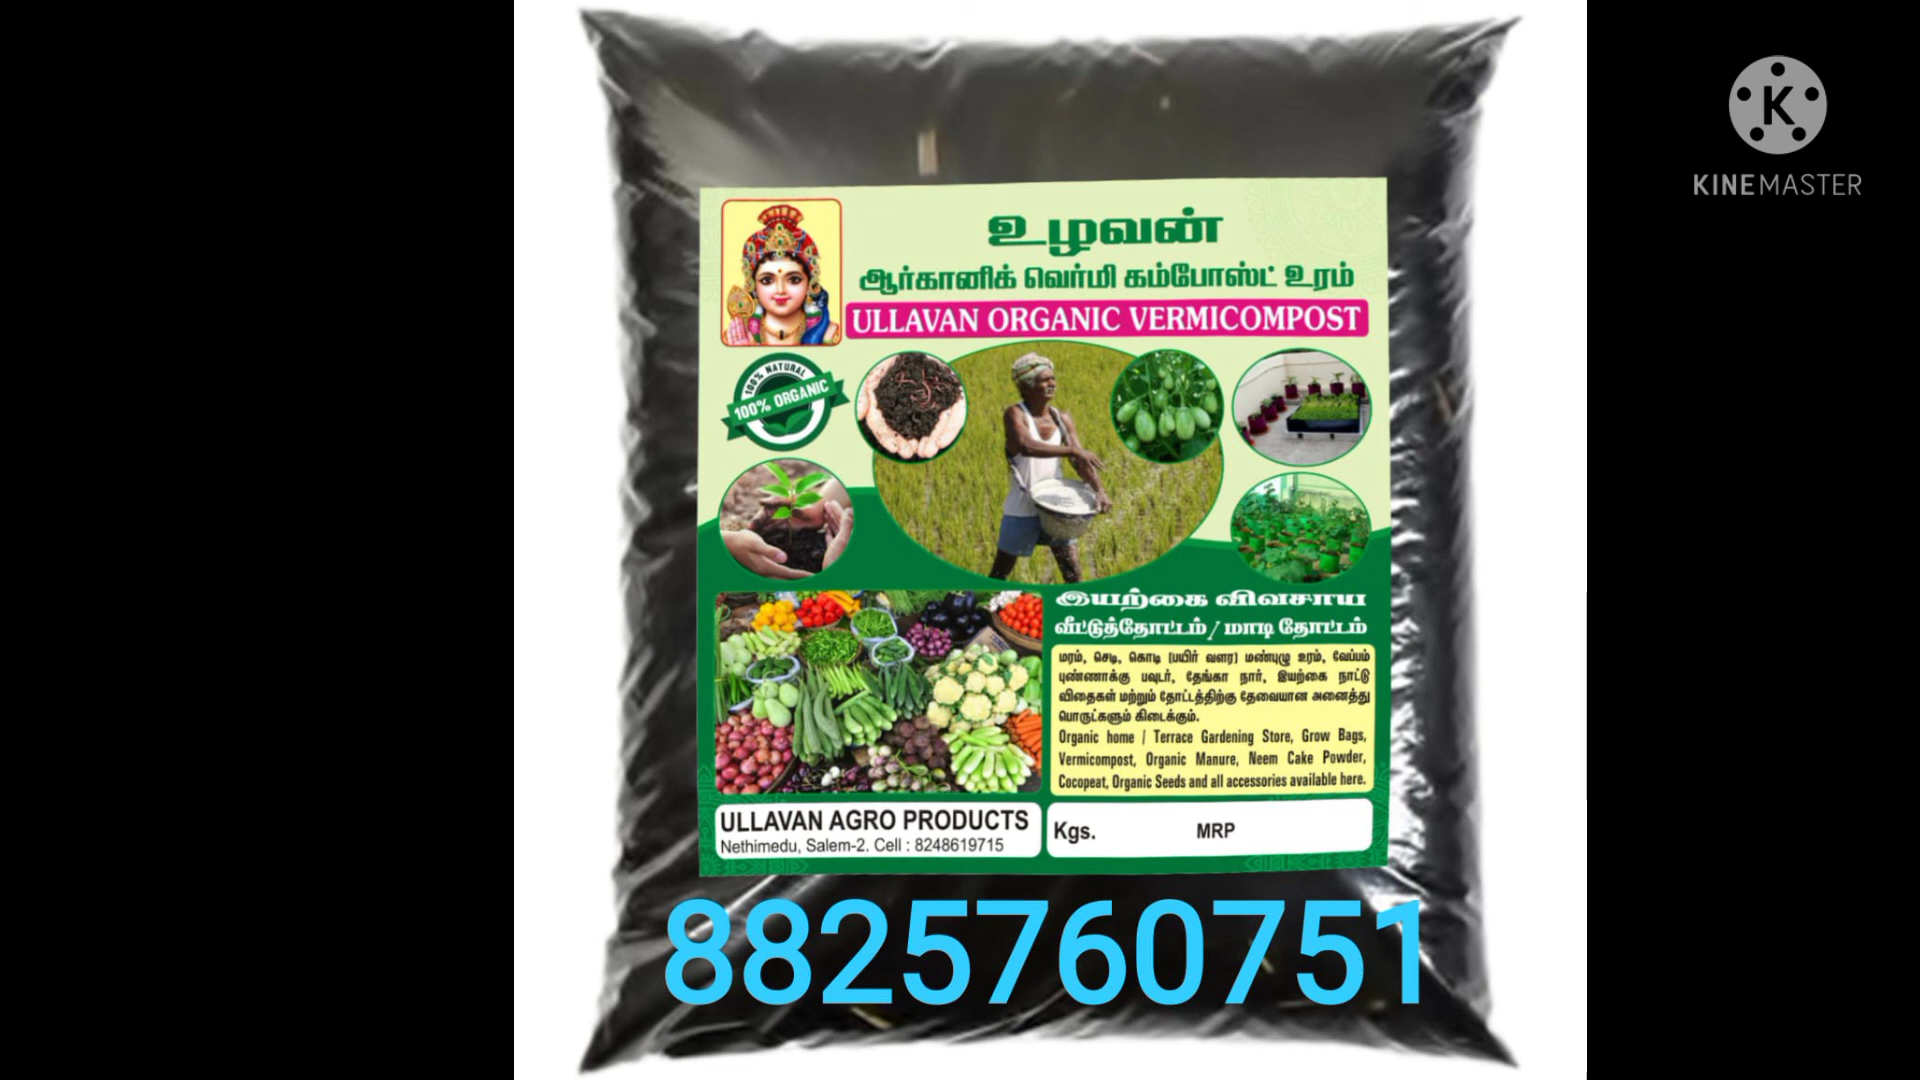 K
KINEMASTER
உழவன்
ஆர்கானிக் வெர்மி கம்போஸ்ட் உரம்
ULLAVAN ORGANIC VERMICOMPOST
100% NATURAL
100% ORGANIC
இயற்கை விவசாய
வீட்டுத்தோட்டம் / மாடி தோட்டம்
மரம், செடி, கொடி (பயிர் வளர) மண்புழு உரம், வேப்பம்
புண்ணாக்கு பவுடர், தேங்கா நார், இயற்கை நாட்டு
விதைகள் மற்றும் தோட்டத்திற்கு தேவையான அனைத்து
பொருட்களும் கிடைக்கும்.
Organic home / Terrace Gardening Store, Grow Bags,
Vermicompost, Organic Manure, Neem Cake Powder,
Cocopeat, Organic Seeds and all accessories available here.
ULLAVAN AGRO PRODUCTS
Nethimedu, Salem-2. Cell : 8248619715
Kgs. MRP
8825760751